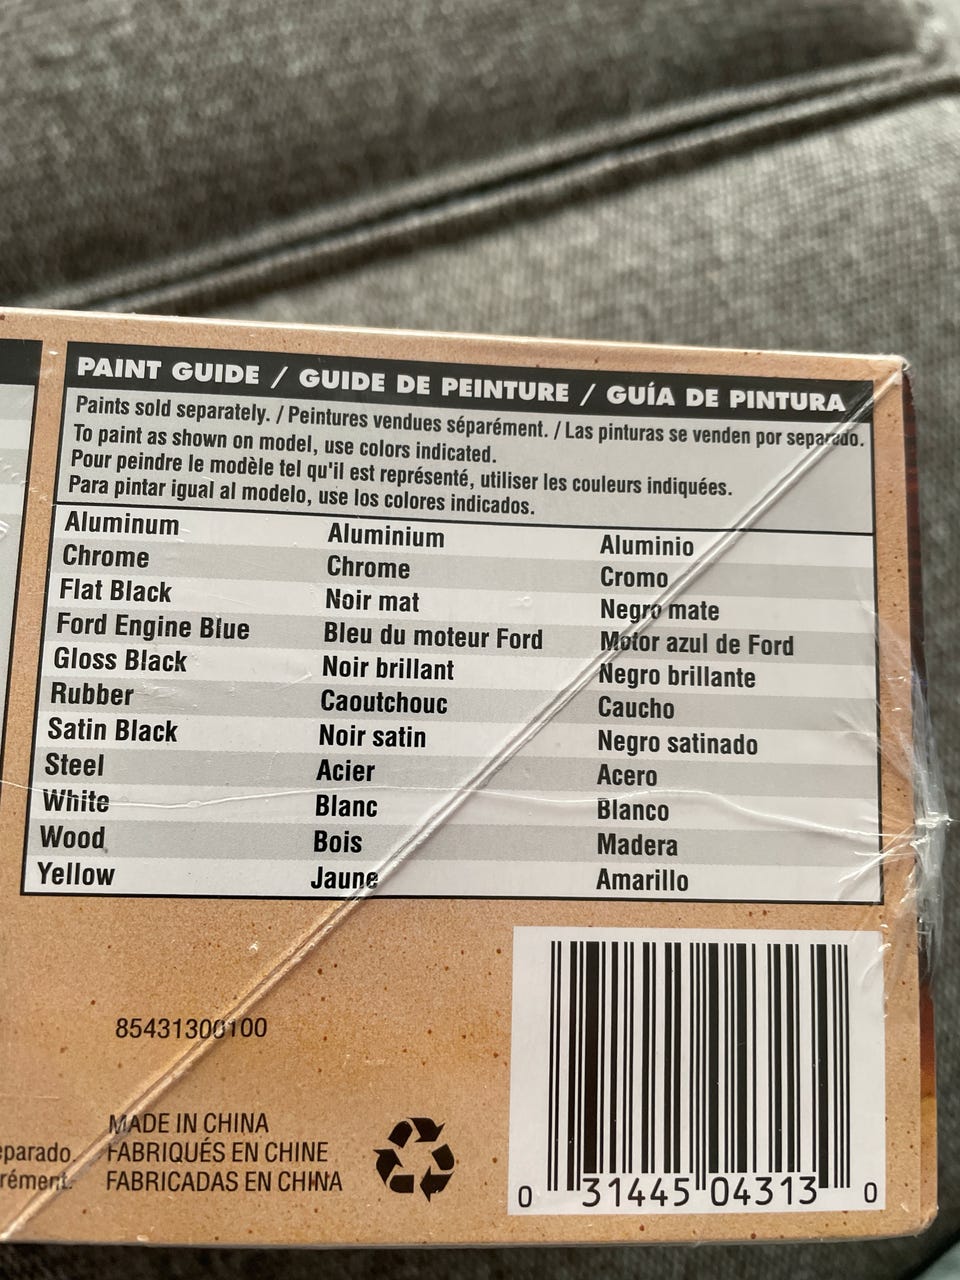 PAINT GUIDE / GUIDE DE PEINTURE / GUÍA DE PINTURA
Paints sold separately. / Peintures vendues séparément. / Las pinturas se venden por separado.
To paint as shown on model, use colors indicated.
Pour peindre le modèle tel qu'il est représenté, utiliser les couleurs indiquées.
Para pintar igual al modelo, use los colores indicados.
Aluminum Aluminium Aluminio
Chrome Chrome Cromo
Flat Black Noir mat Negro mate
Ford Engine Blue Bleu du moteur Ford Motor azul de Ford
Gloss Black Noir brillant Negro brillante
Rubber Caoutchouc Caucho
Satin Black Noir satin Negro satinado
Steel Acier Acero
White Blanc Blanco
Wood Bois Madera
Yellow Jaune Amarillo
85431300100
MADE IN CHINA
eparado. FABRIQUÉS EN CHINE
rément. FABRICADAS EN CHINA
0 31445 04313 0